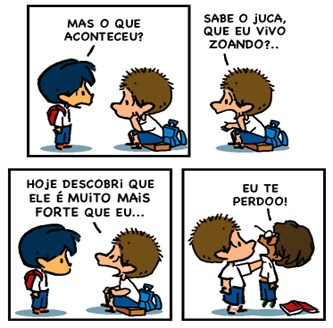 MAS O QUE
ACONTECEU?
SABE O JUCA,
QUE EU VIVO
ZOANDO?..
HOJE DESCOBRI QUE
ELE É MUITO MAIS
FORTE QUE EU...
EU TE
PERDOO!